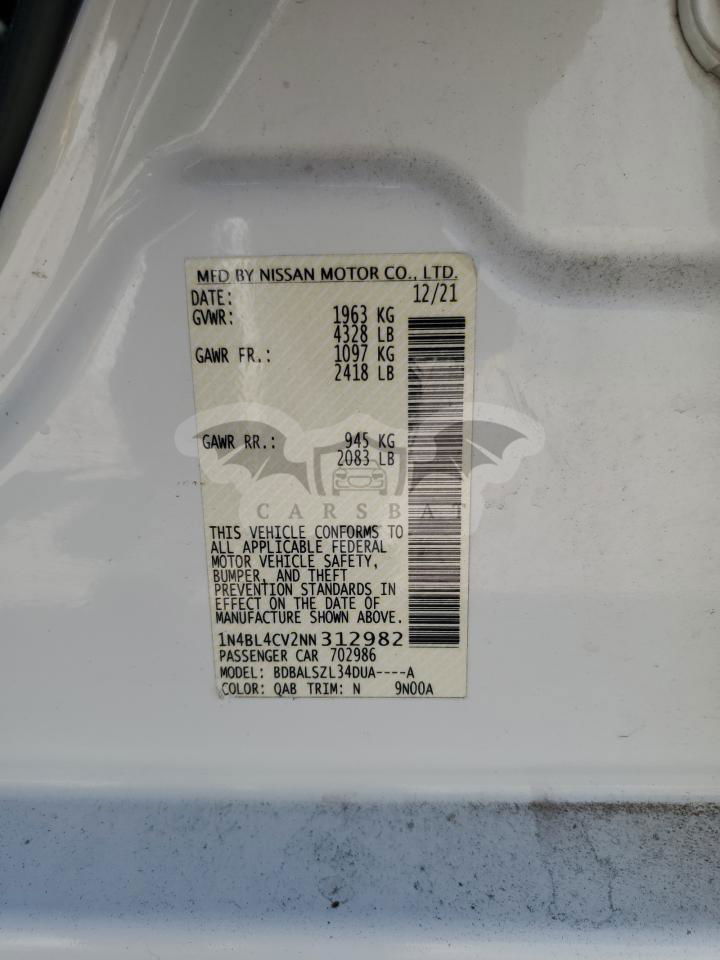 MFD BY NISSAN MOTOR CO., LTD.
DATE: 12/21
GVWR: 1963 KG
4328 LB
GAWR FR.: 1097 KG
2418 LB
GAWR RR.: 945 KG
2083 LB
CARSBAT
THIS VEHICLE CONFORMS TO
ALL APPLICABLE FEDERAL
MOTOR VEHICLE SAFETY,
BUMPER, AND THEFT
PREVENTION STANDARDS IN
EFFECT ON THE DATE OF
MANUFACTURE SHOWN ABOVE.
1N4BL4CV2NN312982
PASSENGER CAR 702986
MODEL: BDBALSZL34DUA----A
COLOR: QAB TRIM: N 9N00A